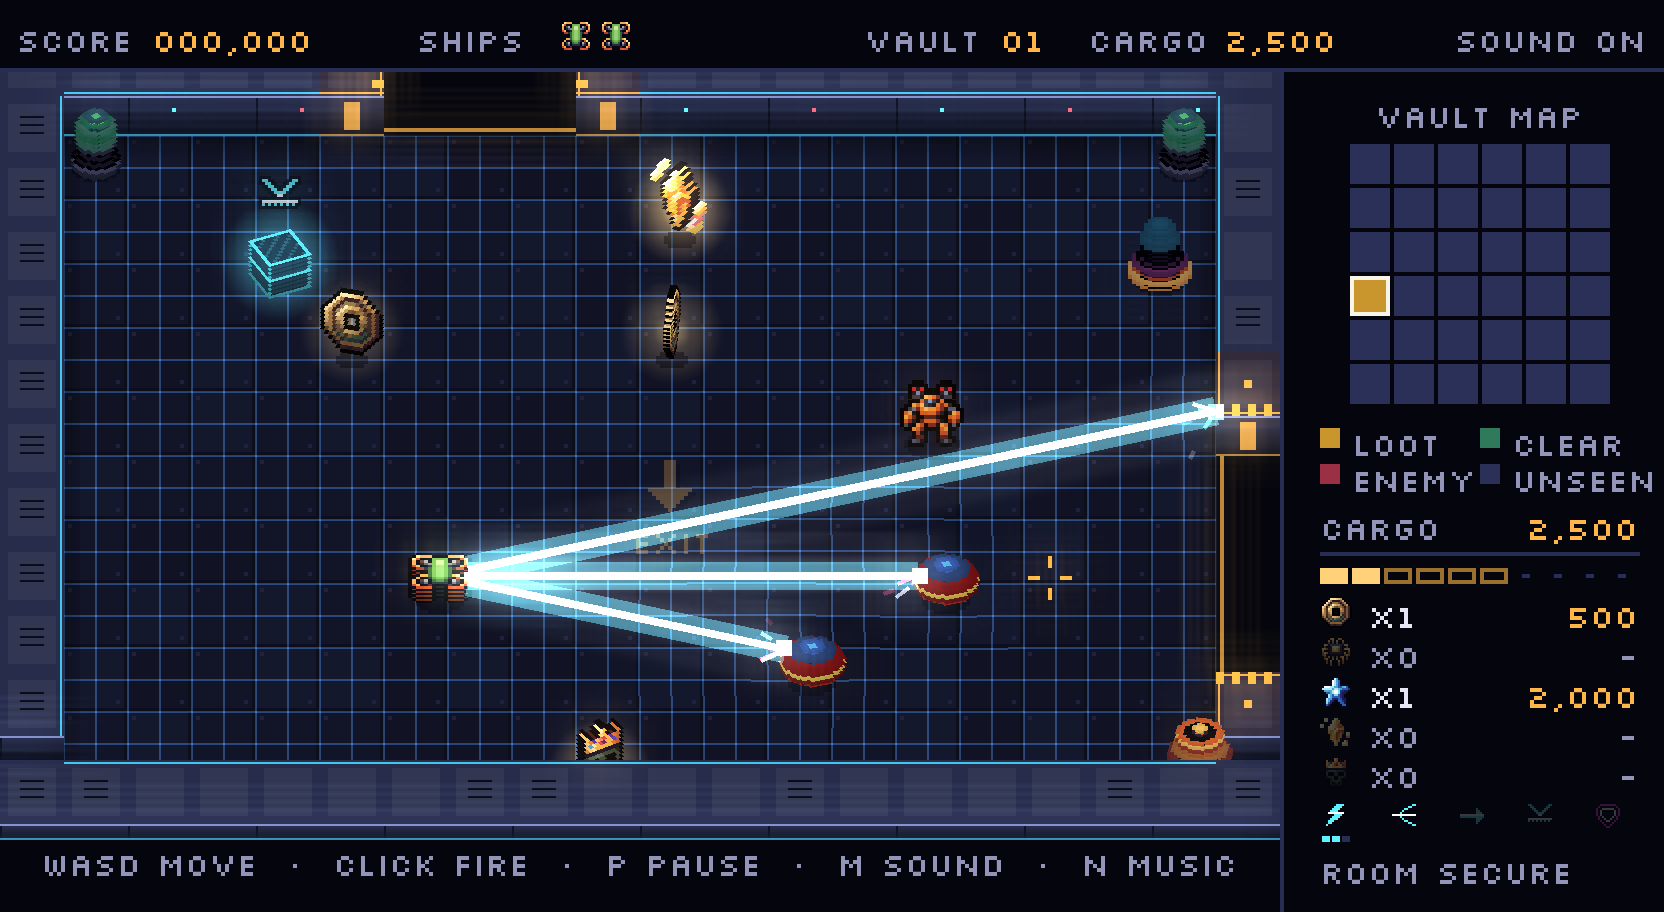 SCORE 000,000 SHIPS VAULT 01 CARGO 2,500 SOUND ON
VAULT MAP
EXIT
LOOT CLEAR
ENEMY UNSEEN
CARGO 2,500
X1 500
X0 -
X1 2,000
X0 -
X0 -
ROOM SECURE
WASD MOVE · CLICK FIRE · P PAUSE · M SOUND · N MUSIC